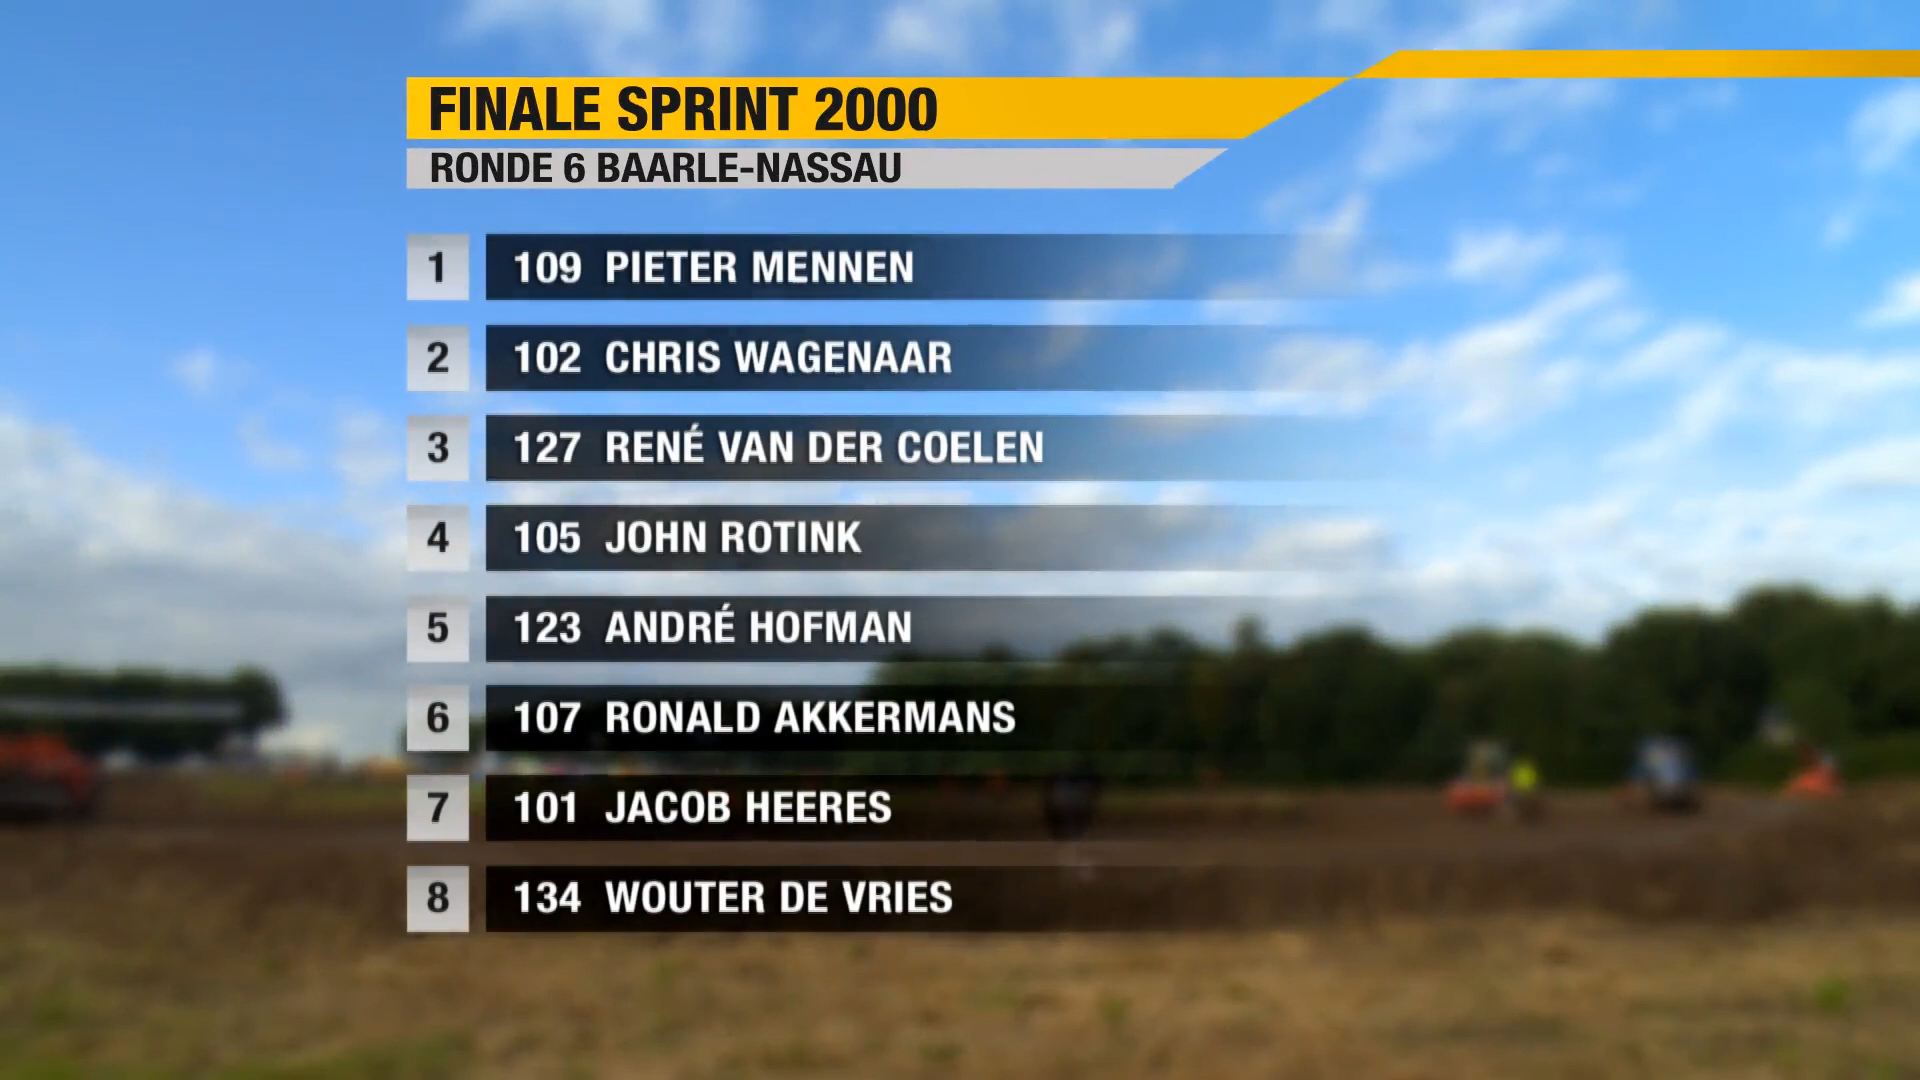 FINALE SPRINT 2000
RONDE 6 BAARLE-NASSAU
1 109 PIETER MENNEN
2 102 CHRIS WAGENAAR
3 127 RENÉ VAN DER COELEN
4 105 JOHN ROTINK
5 123 ANDRÉ HOFMAN
6 107 RONALD AKKERMANS
7 101 JACOB HEERES
8 134 WOUTER DE VRIES